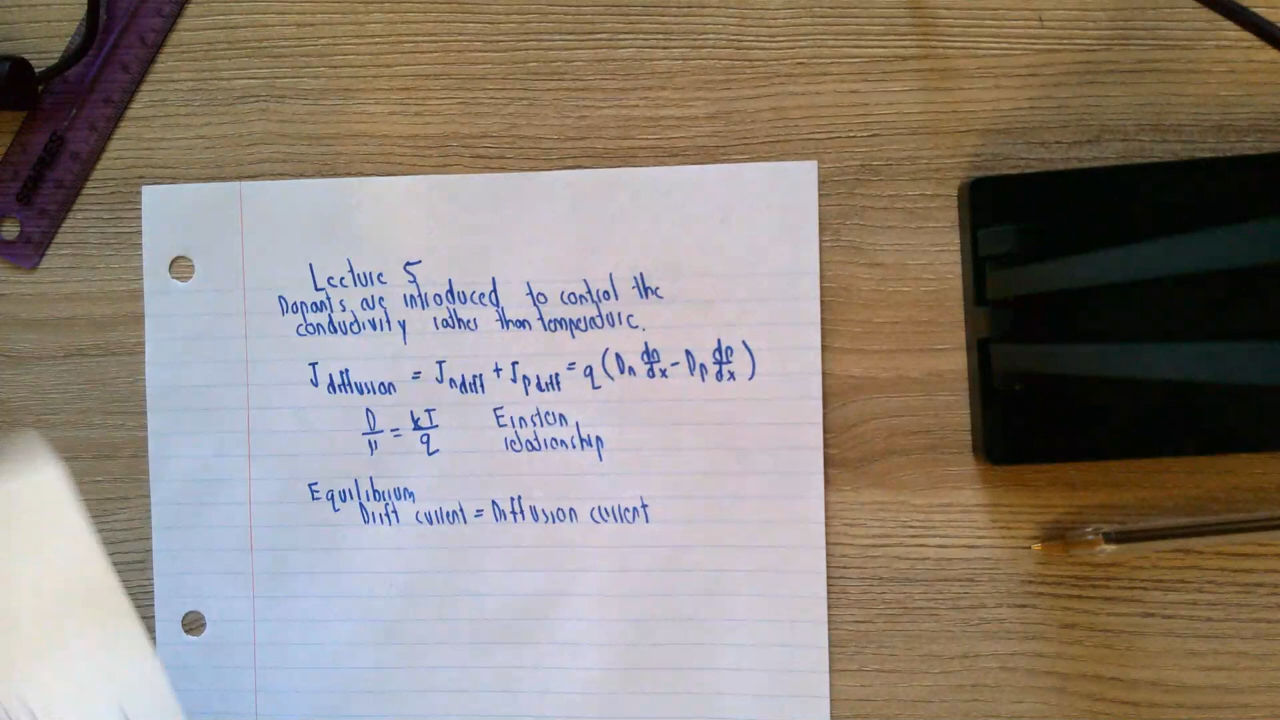 STAPLES
Lecture 5
Dopants are introduced to control the
conductivity rather than temperature.
J diffusion = J n diff + J p diff = q (Dn dn/dx - Dp dp/dx)
D/μ = kT/q Einstein
relationship
Equilibrium
Drift current = Diffusion current